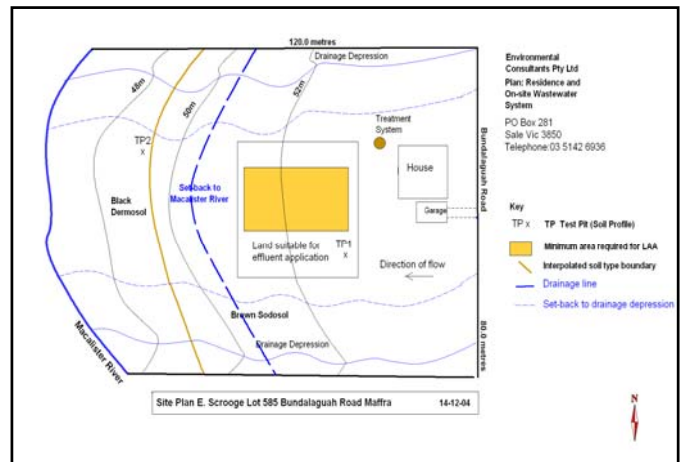 120.0 metres
Drainage Depression
48m
50m
52m
Treatment
System
TP2
x
House
Bundalaguah Road
Set-back to
Macalister River
Black
Dermosol
Garage
Land suitable for
effluent application
TP1
x
Direction of flow
Brown Sodosol
Drainage Depression
80.0 metres
Macalister River
Environmental
Consultants Pty Ltd
Plan: Residence and
On-site Wastewater
System
PO Box 281
Sale Vic 3850
Telephone:03 5142 6936
Key
TP x TP Test Pit (Soil Profile)
Minimum area required for LAA
Interpolated soil type boundary
Drainage line
Set-back to drainage depression
N
Site Plan E. Scrooge Lot 585 Bundalaguah Road Maffra 14-12-04